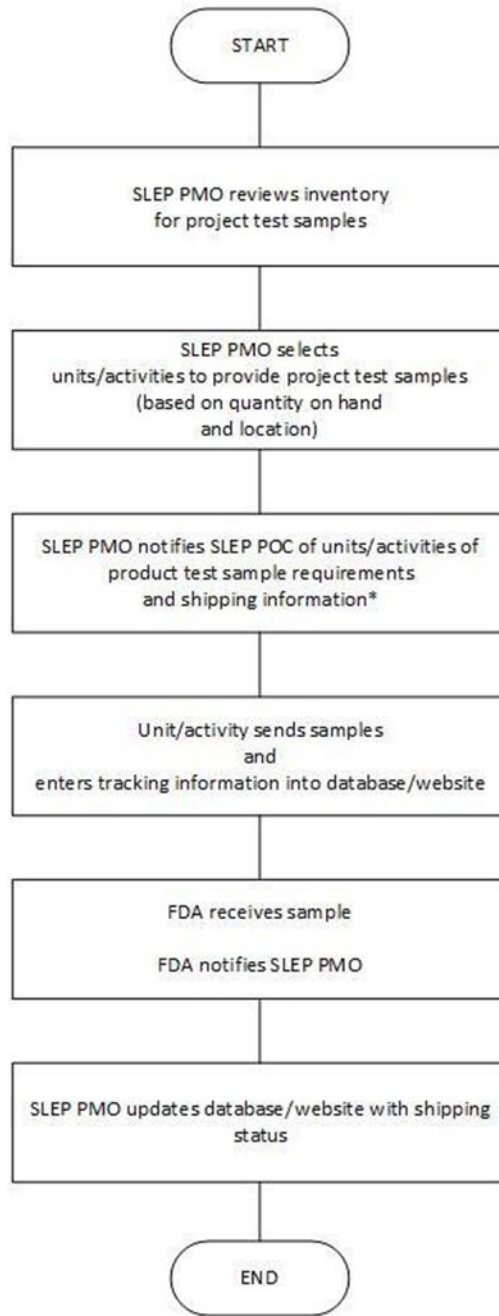 START
SLEP PMO reviews inventory
for project test samples
SLEP PMO selects
units/activities to provide project test samples
(based on quantity on hand
and location)
SLEP PMO notifies SLEP POC of units/activities of
product test sample requirements
and shipping information*
Unit/activity sends samples
and
enters tracking information into database/website
FDA receives sample
FDA notifies SLEP PMO
SLEP PMO updates database/website with shipping
status
END